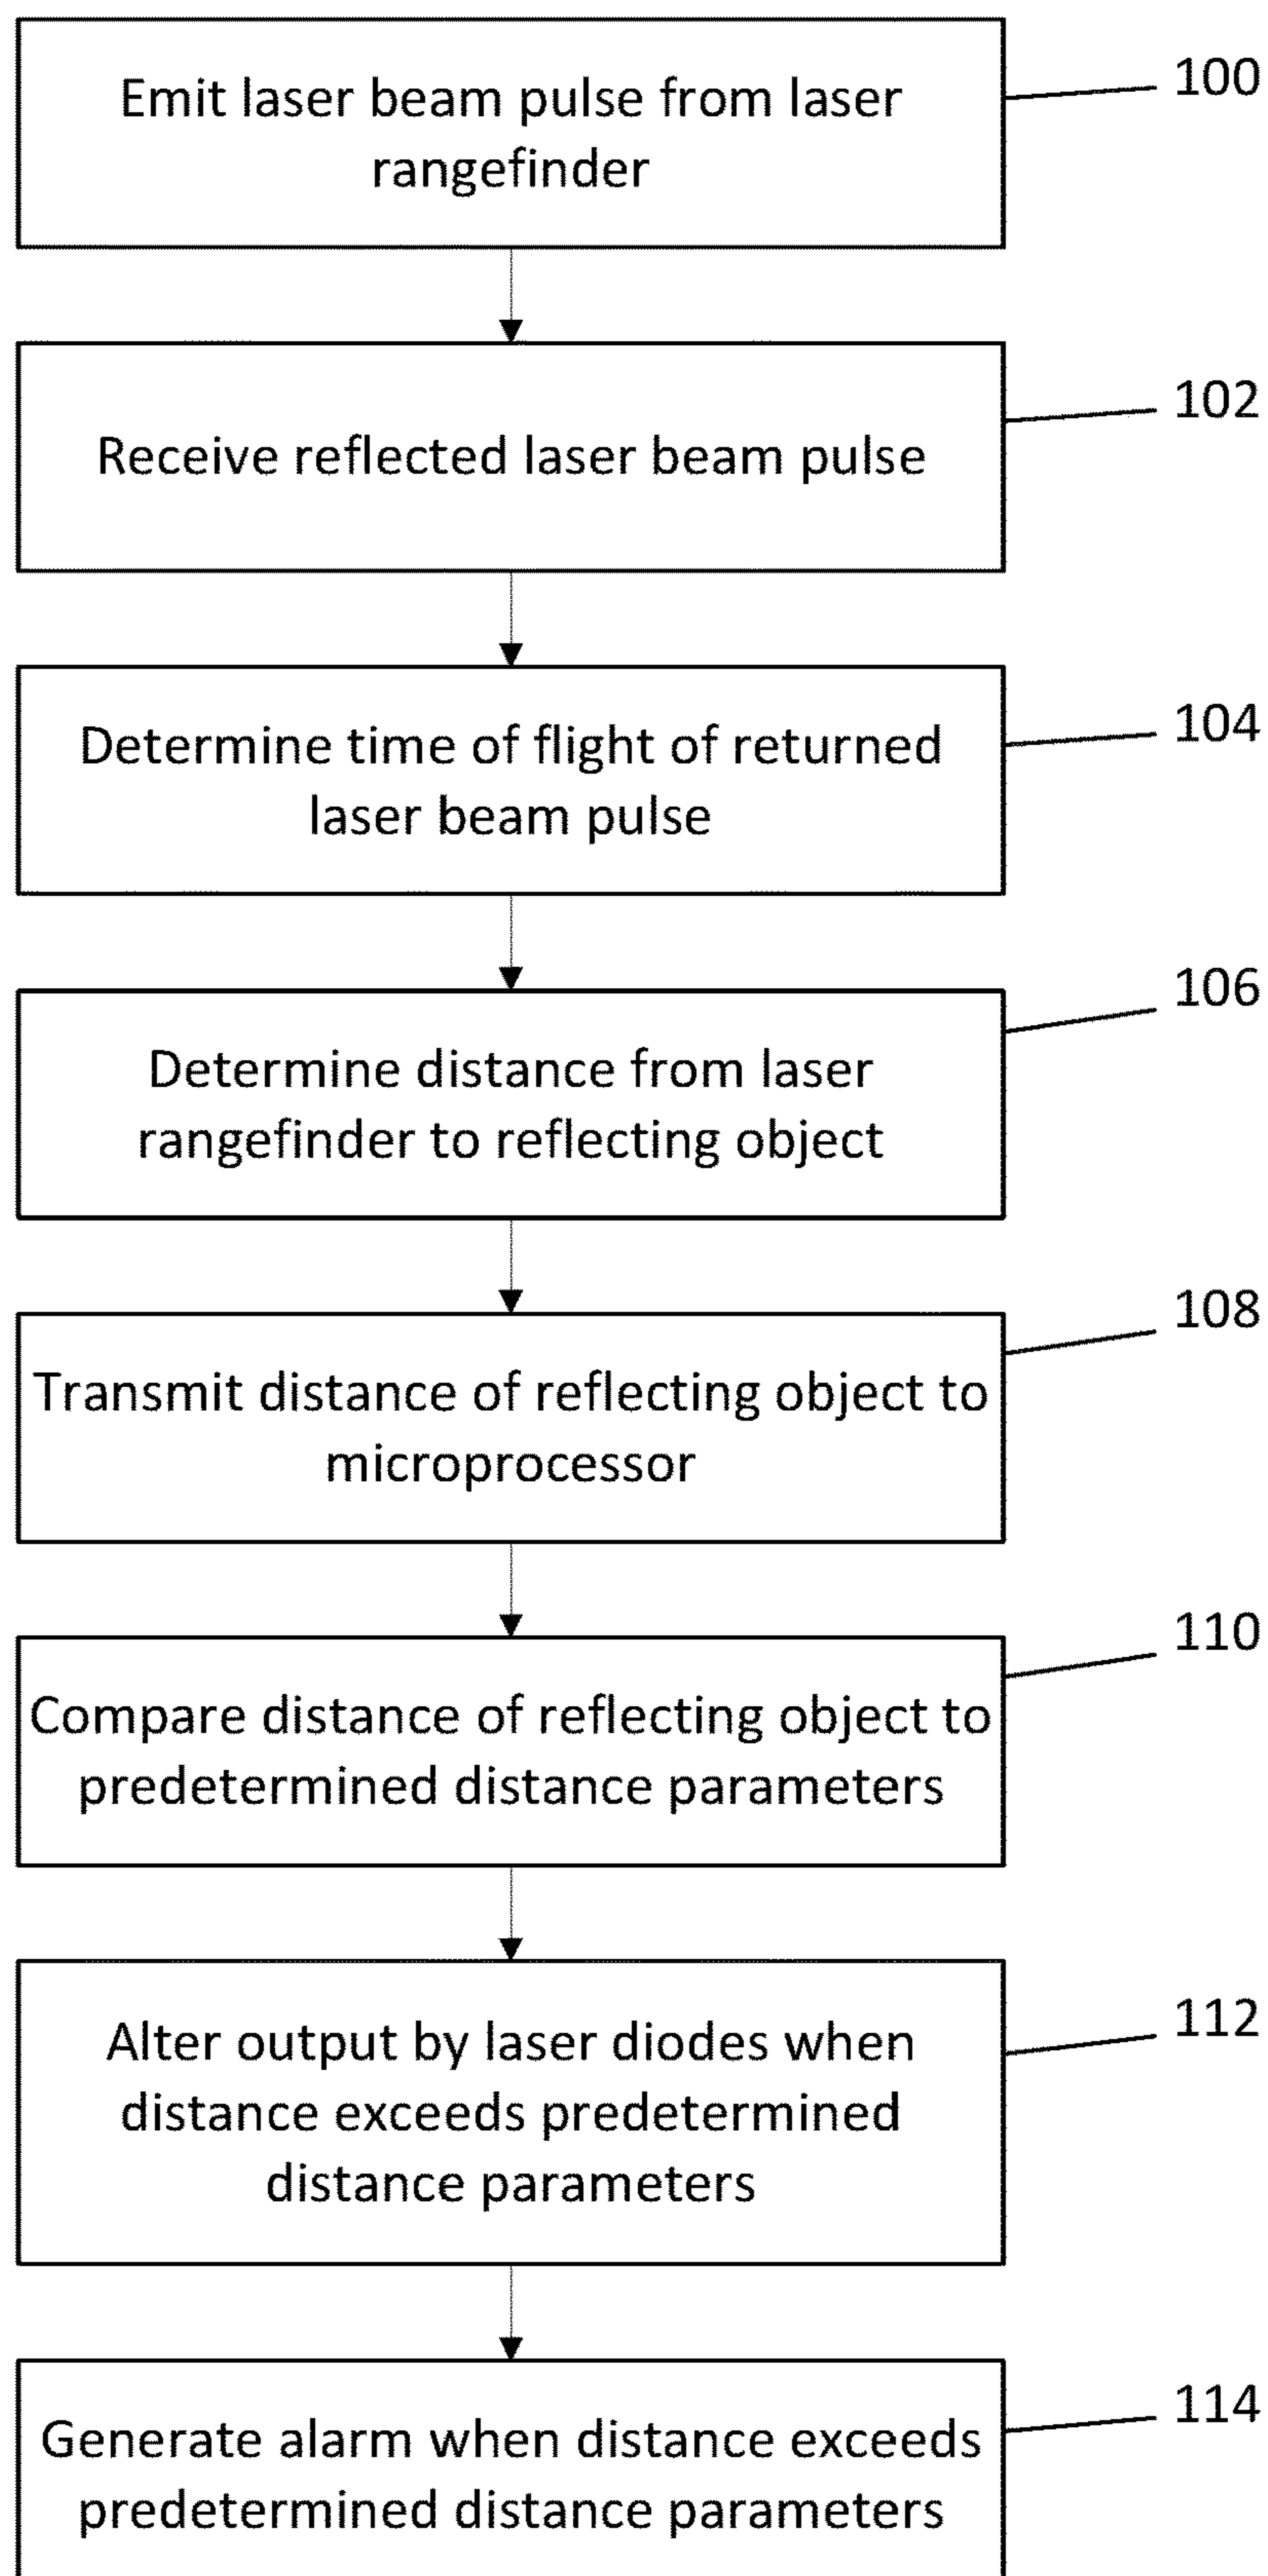 Emit laser beam pulse from laser
rangefinder
100
Receive reflected laser beam pulse
102
Determine time of flight of returned
laser beam pulse
104
Determine distance from laser
rangefinder to reflecting object
106
Transmit distance of reflecting object to
microprocessor
108
Compare distance of reflecting object to
predetermined distance parameters
110
Alter output by laser diodes when
distance exceeds predetermined
distance parameters
112
Generate alarm when distance exceeds
predetermined distance parameters
114